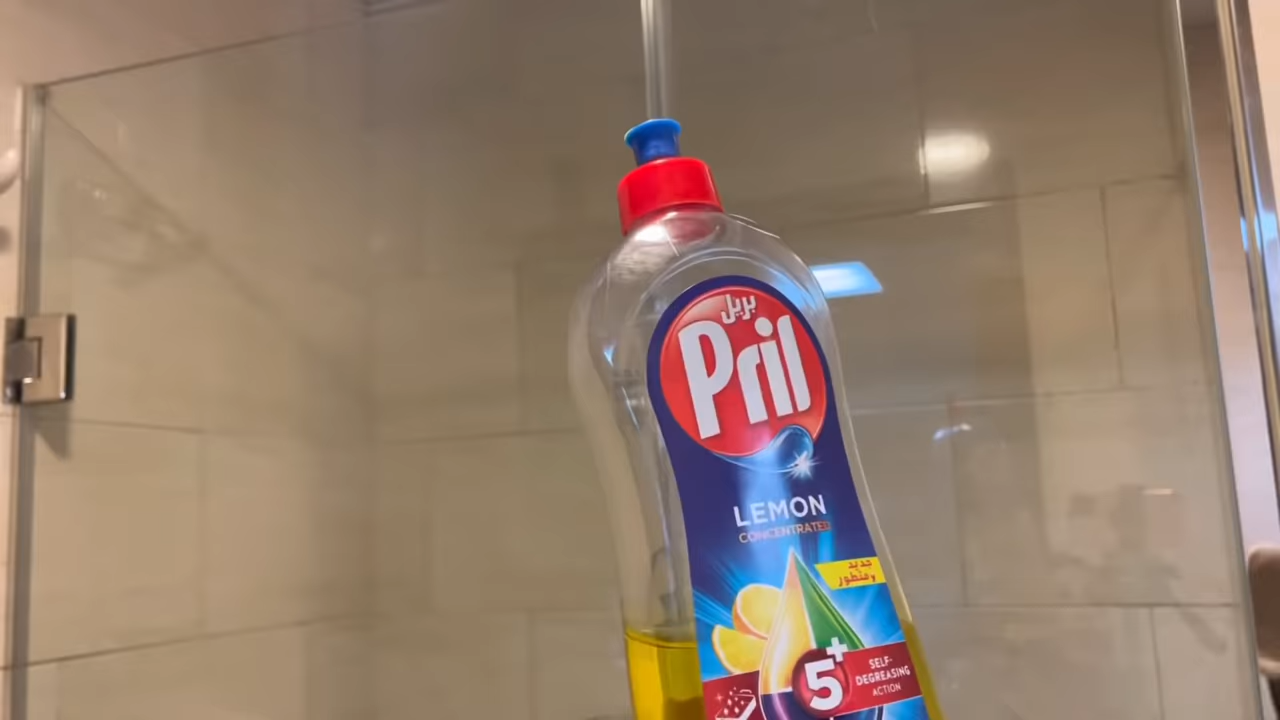 بريل
Pril
LEMON
CONCENTRATED
جديد
ومتطور
5+
SELF-
DEGREASING
ACTION